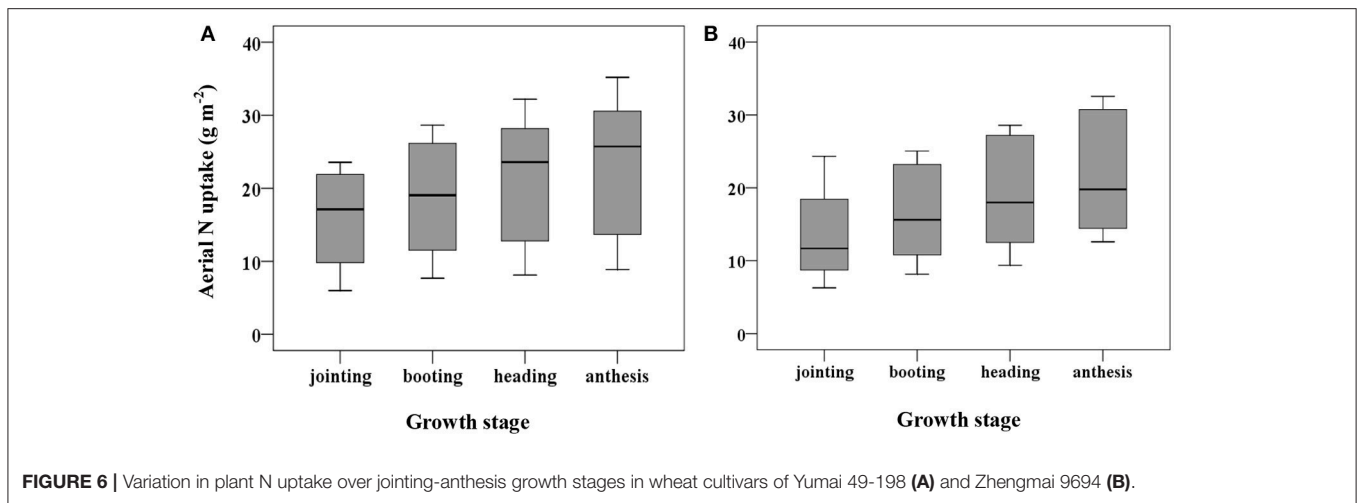 A
Aerial N uptake (g m⁻²)
40
30
20
10
0
jointing booting heading anthesis
Growth stage
B
40
30
20
10
0
jointing booting heading anthesis
Growth stage
FIGURE 6 | Variation in plant N uptake over jointing-anthesis growth stages in wheat cultivars of Yumai 49-198 (A) and Zhengmai 9694 (B).